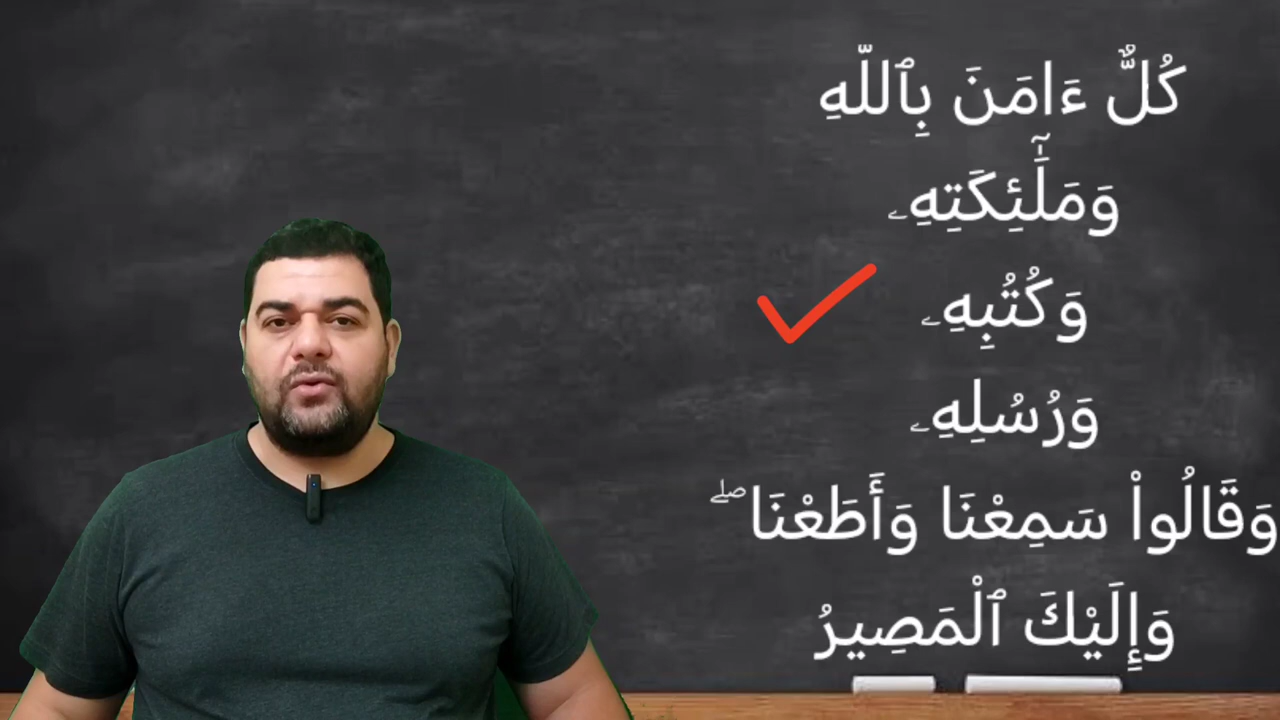 كُلٌّ ءَامَنَ بِٱللَّهِ
وَمَلَٰٓئِكَتِهِۦ
وَكُتُبِهِۦ
وَرُسُلِهِۦ
وَقَالُوا۟ سَمِعْنَا وَأَطَعْنَا ۖ
وَإِلَيْكَ ٱلْمَصِيرُ